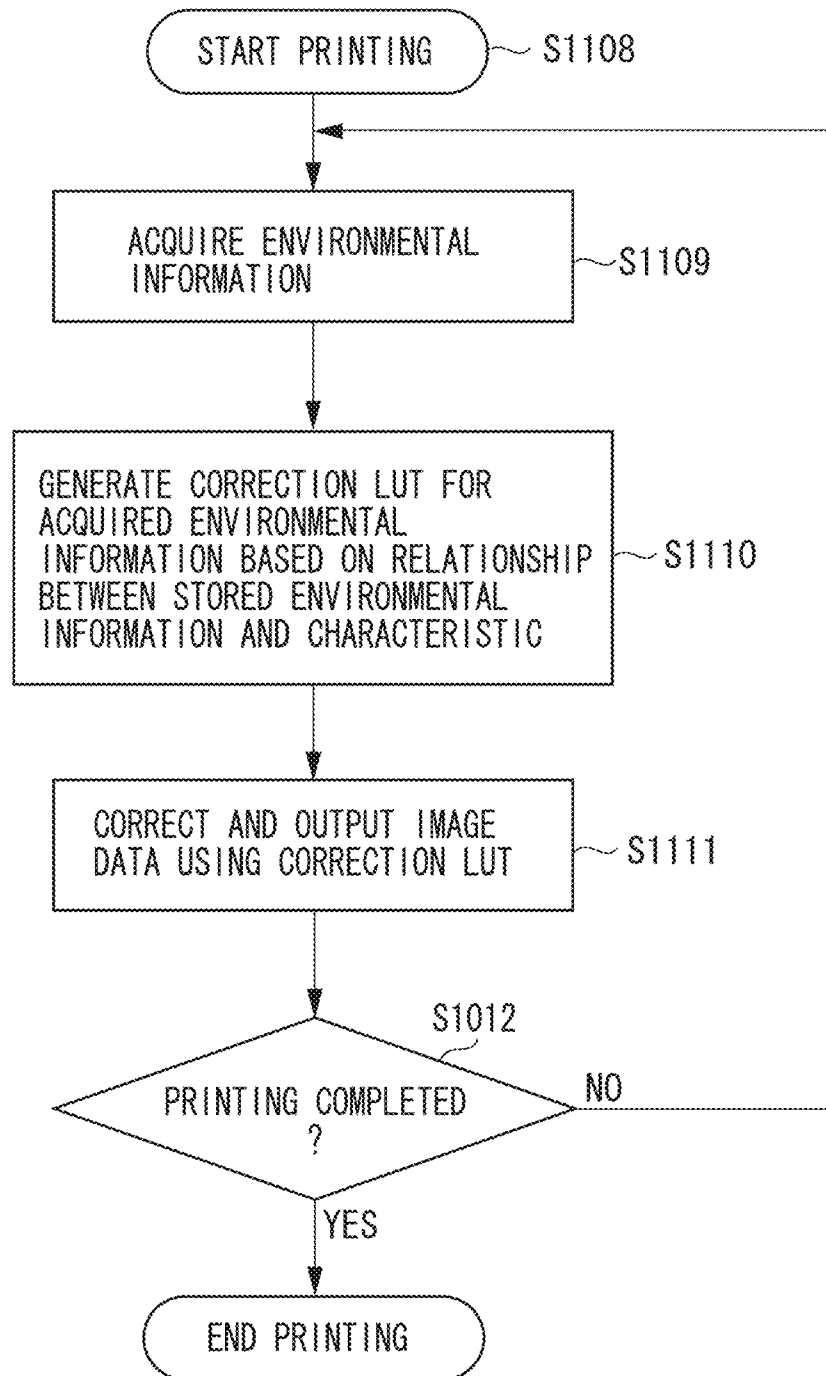 START PRINTING
S1108
ACQUIRE ENVIRONMENTAL
INFORMATION
S1109
GENERATE CORRECTION LUT FOR
ACQUIRED ENVIRONMENTAL
INFORMATION BASED ON RELATIONSHIP
BETWEEN STORED ENVIRONMENTAL
INFORMATION AND CHARACTERISTIC
S1110
CORRECT AND OUTPUT IMAGE
DATA USING CORRECTION LUT
S1111
S1012
PRINTING COMPLETED
?
NO
YES
END PRINTING